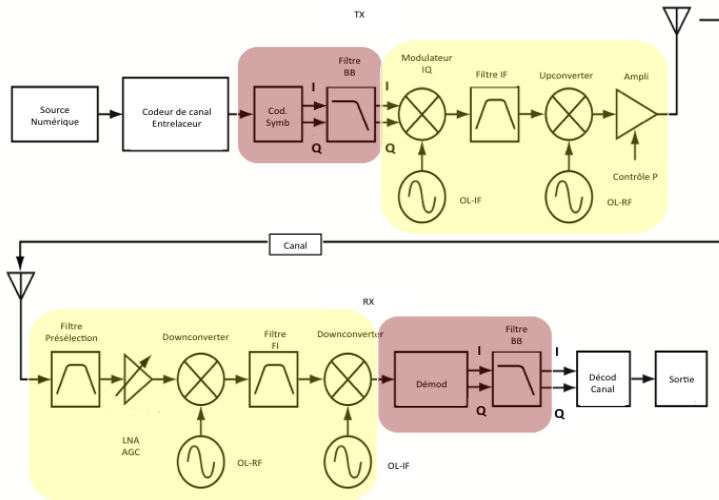 TX
Filtre
BB
Modulateur
IQ
Filtre IF
Upconverter
Ampli
Source
Numérique
Codeur de canal
Entrelaceur
Cod.
Symb
I
Q
I
Q
OL-IF
OL-RF
Contrôle P
Canal
RX
Filtre
Présélection
Downconverter
Filtre
FI
Downconverter
Filtre
BB
LNA
AGC
OL-RF
OL-IF
Démod
I
Q
I
Q
Décod
Canal
Sortie